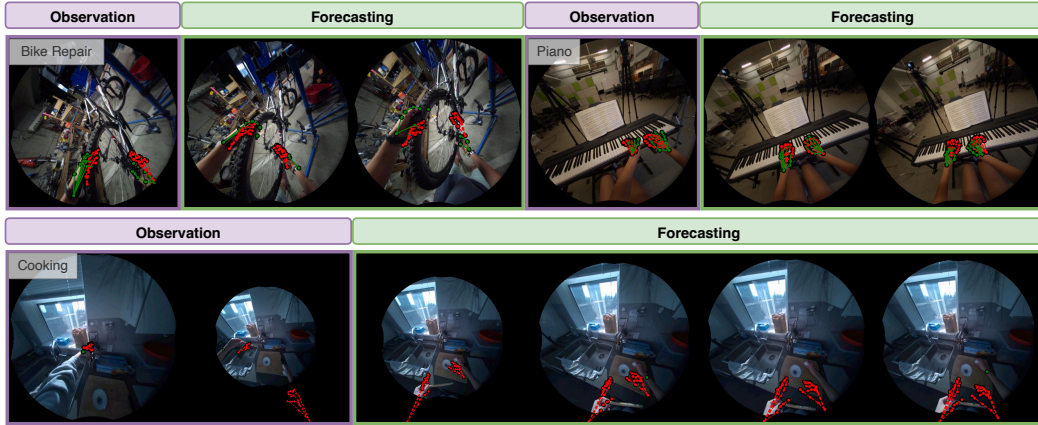 Observation
Forecasting
Observation
Forecasting
Bike Repair
Piano
Observation
Forecasting
Cooking